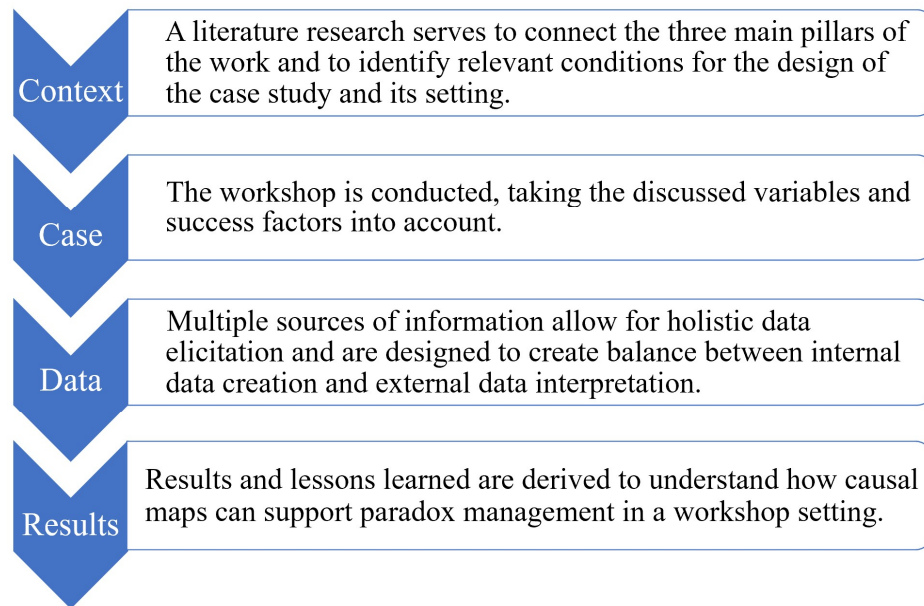 Context
A literature research serves to connect the three main pillars of
the work and to identify relevant conditions for the design of
the case study and its setting.
Case
The workshop is conducted, taking the discussed variables and
success factors into account.
Data
Multiple sources of information allow for holistic data
elicitation and are designed to create balance between internal
data creation and external data interpretation.
Results
Results and lessons learned are derived to understand how causal
maps can support paradox management in a workshop setting.